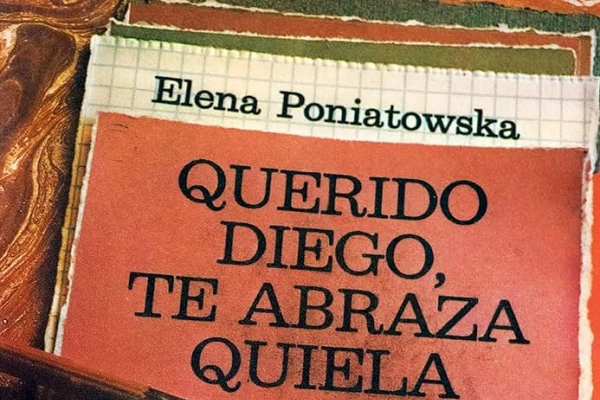 Elena Poniatowska
QUERIDO
DIEGO,
TE ABRAZA
QUIELA